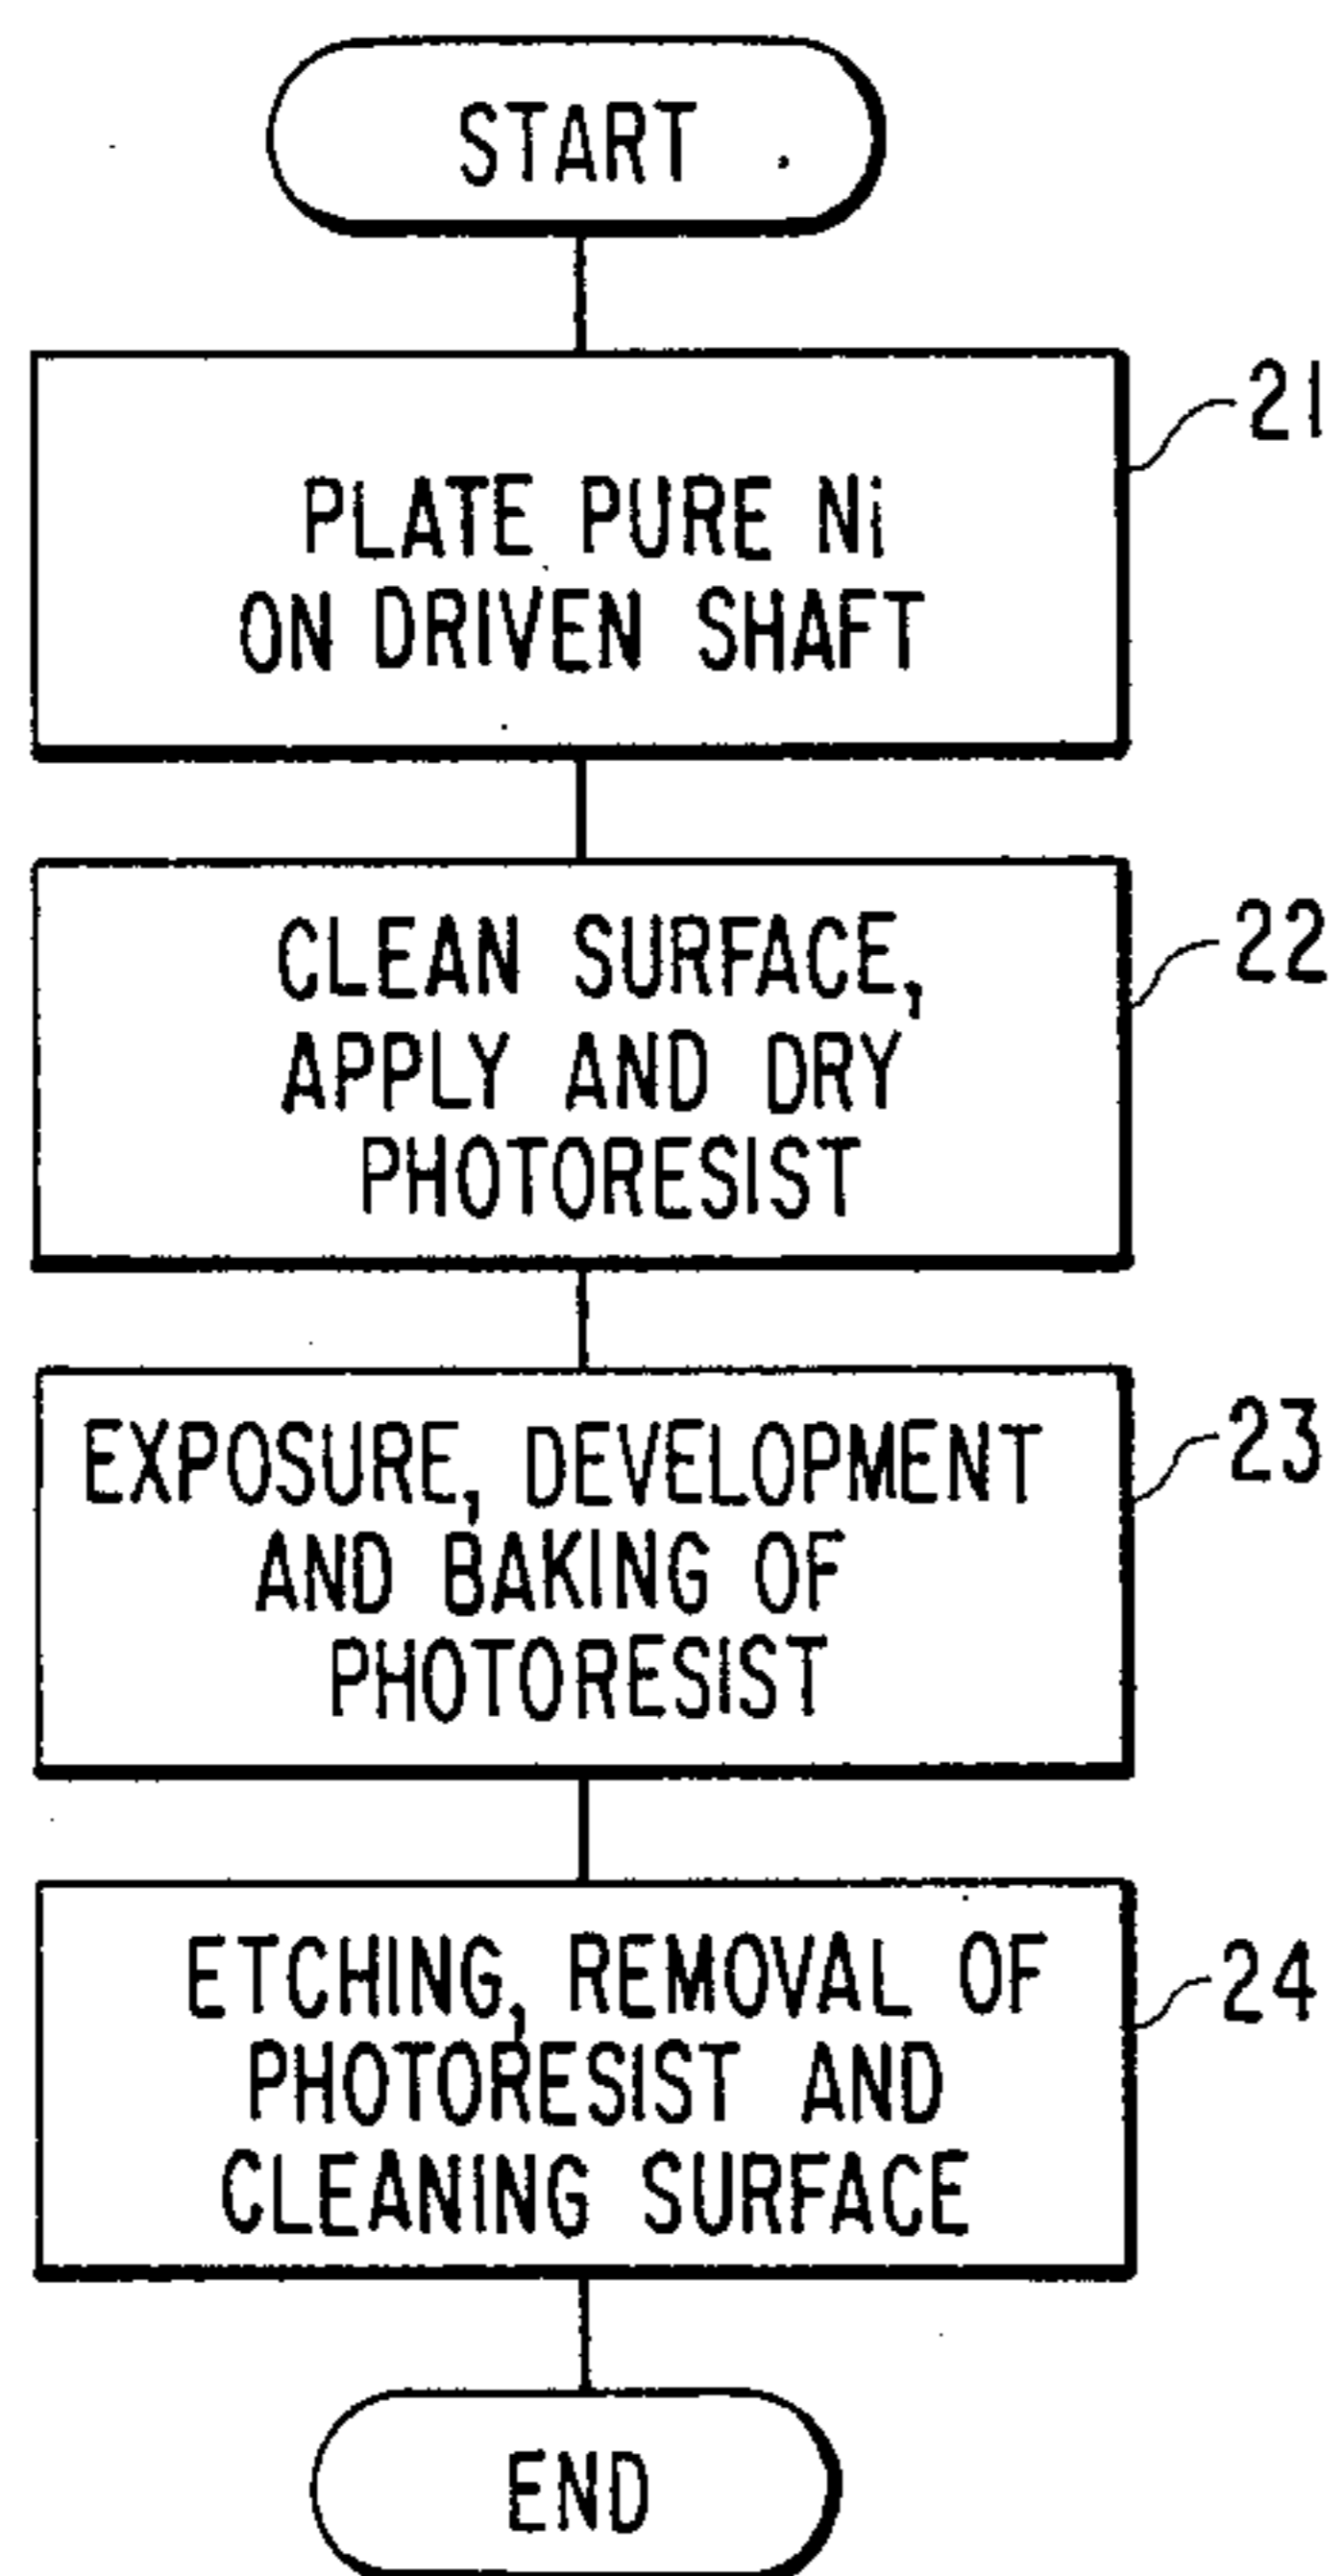 START
21
PLATE PURE Ni
ON DRIVEN SHAFT
22
CLEAN SURFACE,
APPLY AND DRY
PHOTORESIST
23
EXPOSURE, DEVELOPMENT
AND BAKING OF
PHOTORESIST
24
ETCHING, REMOVAL OF
PHOTORESIST AND
CLEANING SURFACE
END